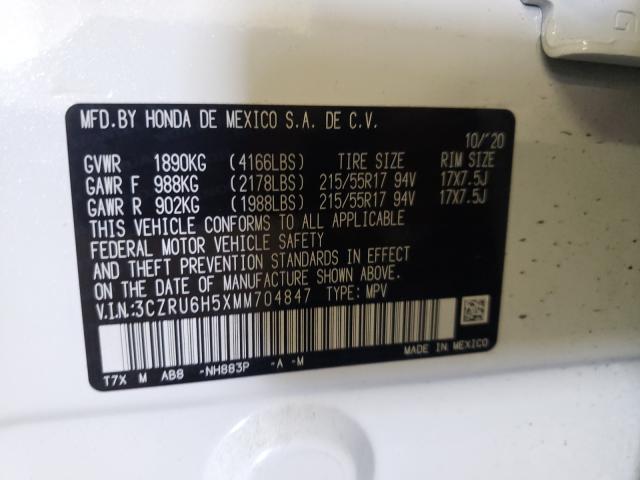 MFD.BY HONDA DE MEXICO S.A. DE C.V.
10/'20
GVWR 1890KG (4166LBS) TIRE SIZE RIM SIZE
GAWR F 988KG (2178LBS) 215/55R17 94V 17X7.5J
GAWR R 902KG (1988LBS) 215/55R17 94V 17X7.5J
THIS VEHICLE CONFORMS TO ALL APPLICABLE
FEDERAL MOTOR VEHICLE SAFETY
AND THEFT PREVENTION STANDARDS IN EFFECT
ON THE DATE OF MANUFACTURE SHOWN ABOVE.
V.I.N:3CZRU6H5XMM704847 TYPE: MPV
MADE IN MEXICO
T7X M AB8 -NH883P -A -M